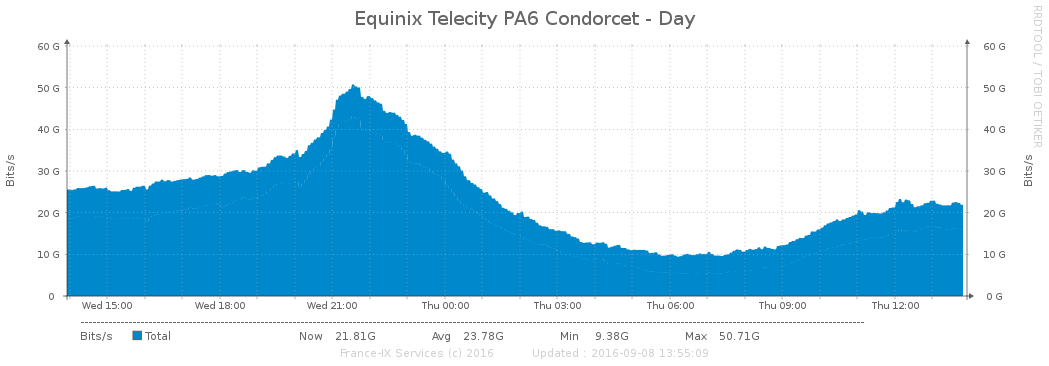 Equinix Telecity PA6 Condorcet - Day
RRDTOOL / TOBI OETIKER
Bits/s
60 G
50 G
40 G
30 G
20 G
10 G
0
60 G
50 G
40 G
30 G
20 G
10 G
0 G
Bits/s
Wed 15:00 Wed 18:00 Wed 21:00 Thu 00:00 Thu 03:00 Thu 06:00 Thu 09:00 Thu 12:00
Bits/s Total Now 21.81G Avg 23.78G Min 9.38G Max 50.71G
France-IX Services (c) 2016 Updated : 2016-09-08 13:55:09